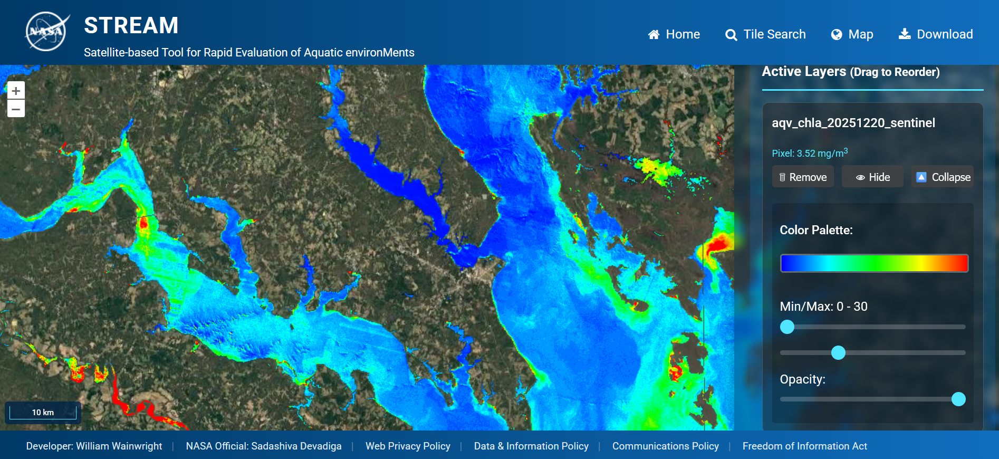 NASA
STREAM
Satellite-based Tool for Rapid Evaluation of Aquatic environMents
Home
Tile Search
Map
Download
+
−
Active Layers (Drag to Reorder)
aqv_chla_20251220_sentinel
Pixel: 3.52 mg/m³
Remove
Hide
Collapse
Color Palette:
Min/Max: 0 - 30
Opacity:
10 km
Developer: William Wainwright | NASA Official: Sadashiva Devadiga | Web Privacy Policy | Data & Information Policy | Communications Policy | Freedom of Information Act